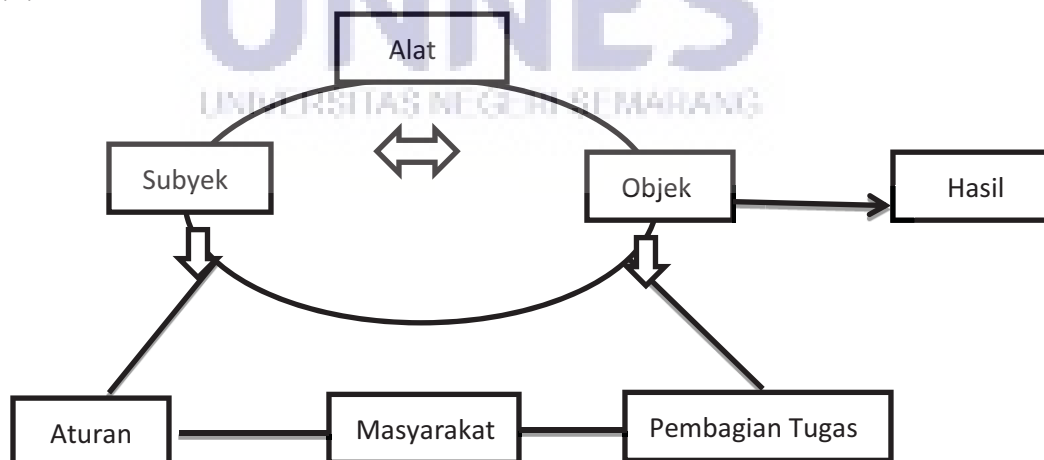 UNNES
UNIVERSITAS NEGERI SEMARANG
Alat
Subyek
Objek
Hasil
Aturan
Masyarakat
Pembagian Tugas